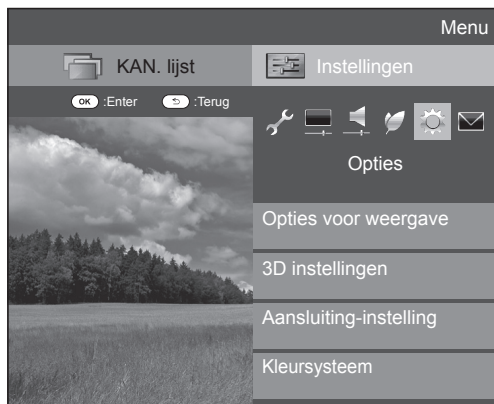 Menu
KAN. lijst
Instellingen
OK :Enter :Terug
Opties
Opties voor weergave
3D instellingen
Aansluiting-instelling
Kleursysteem